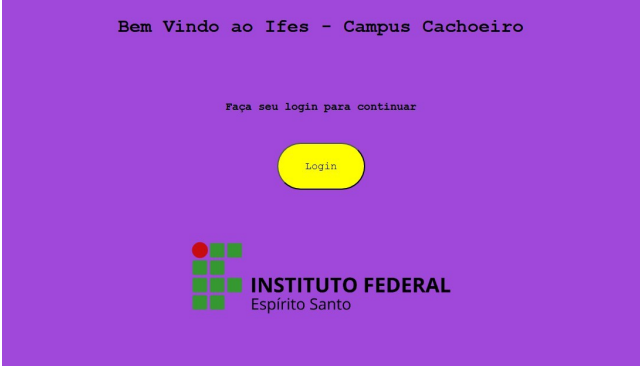 Bem Vindo ao Ifes - Campus Cachoeiro
Faça seu login para continuar
Login
INSTITUTO FEDERAL
Espírito Santo